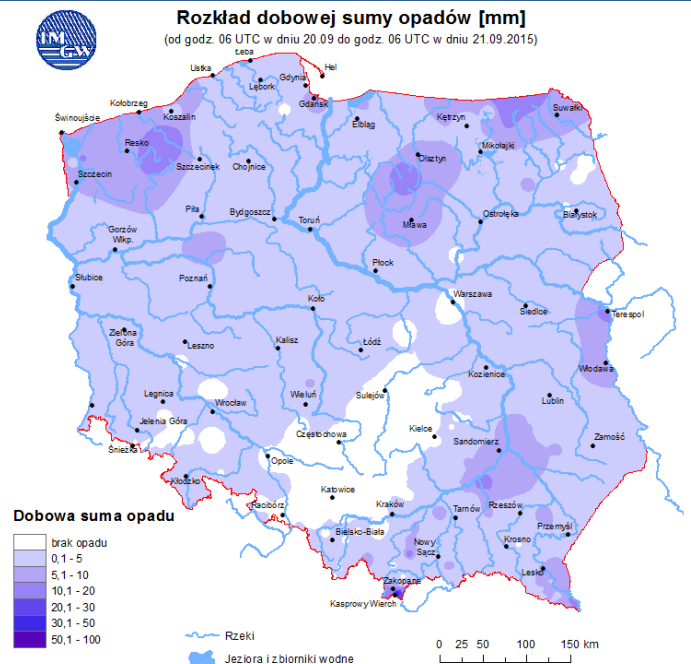 IM
GW
Rozkład dobowej sumy opadów [mm]
(od godz. 06 UTC w dniu 20.09 do godz. 06 UTC w dniu 21.09.2015)
Łeba
Ustka
Hel
Gdynia
Lębork
Gdańsk
Kołobrzeg
Koszalin
Świnoujście
Elbląg
Kętrzyn
Suwałki
Resko
Mikołajki
Olsztyn
Szczecinek
Chojnice
Szczecin
Piła
Bydgoszcz
Toruń
Mława
Ostrołęka
Białystok
Gorzów
Wlkp.
Płock
Słubice
Poznań
Warszawa
Koło
Siedlce
Terespol
Zielona
Góra
Leszno
Kalisz
Łódź
Kozienice
Włodawa
Legnica
Wrocław
Wieluń
Sulejów
Lublin
Jelenia Góra
Częstochowa
Kielce
Sandomierz
Zamość
Śnieżka
Opole
Kłodzko
Katowice
Racibórz
Kraków
Tarnów
Rzeszów
Przemyśl
Bielsko-Biała
Nowy
Sącz
Krosno
Lesko
Zakopane
Kasprowy Wierch
Dobowa suma opadu
brak opadu
0,1 - 5
5,1 - 10
10,1 - 20
20,1 - 30
30,1 - 50
50,1 - 100
Rzeki
Jeziora i zbiorniki wodne
0 25 50 100 150 km